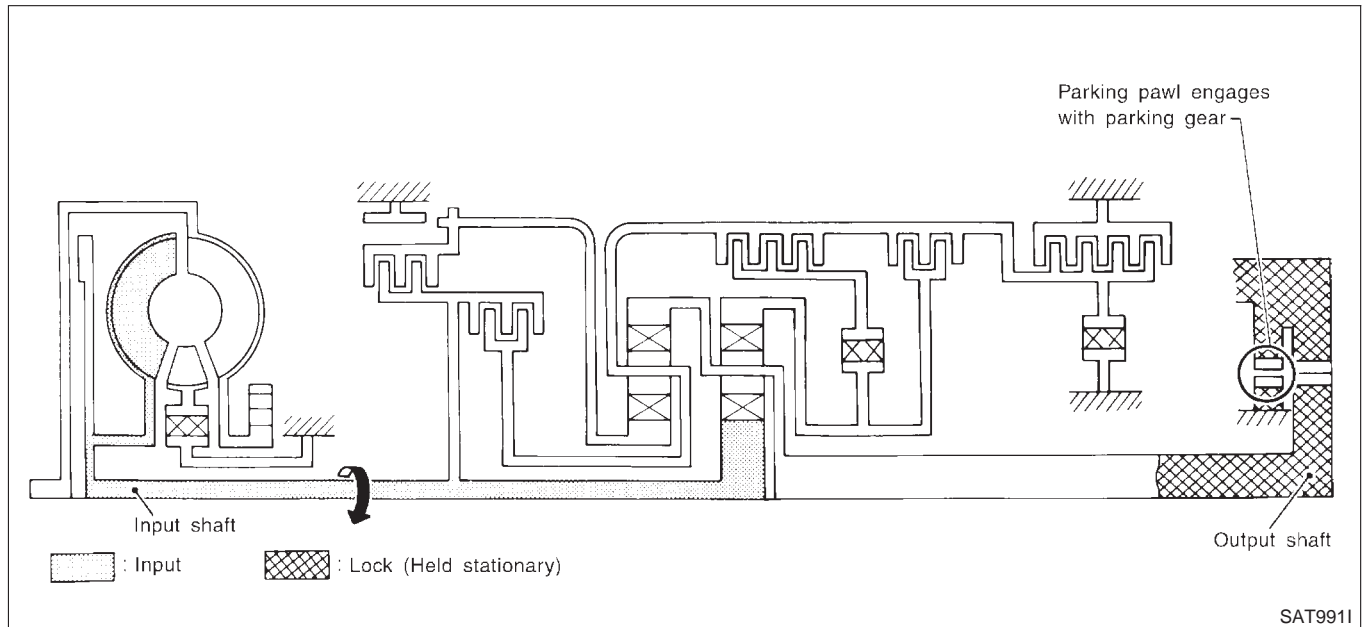 Parking pawl engages
with parking gear
Input shaft
Output shaft
: Input
: Lock (Held stationary)
SAT991I